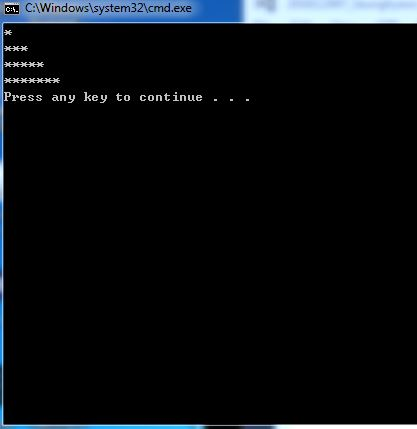 C:\Windows\system32\cmd.exe
*
***
*****
*******
Press any key to continue . . .